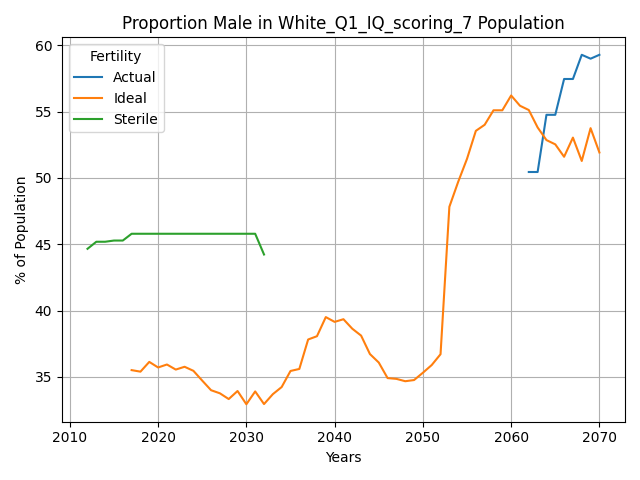 Proportion Male in White_Q1_IQ_scoring_7 Population
Fertility
Actual
Ideal
Sterile
% of Population
60
55
50
45
40
35
2010
2020
2030
2040
2050
2060
2070
Years